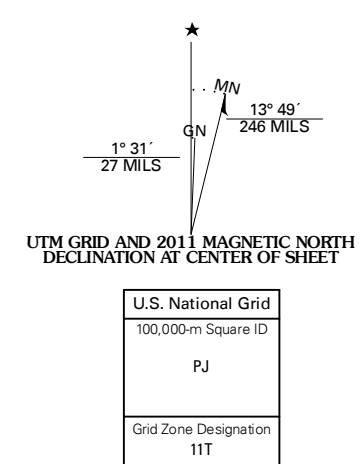 ★
MN
GN
13° 49´
246 MILS
1° 31´
27 MILS
UTM GRID AND 2011 MAGNETIC NORTH
DECLINATION AT CENTER OF SHEET
U.S. National Grid
100,000-m Square ID
PJ
Grid Zone Designation
11T